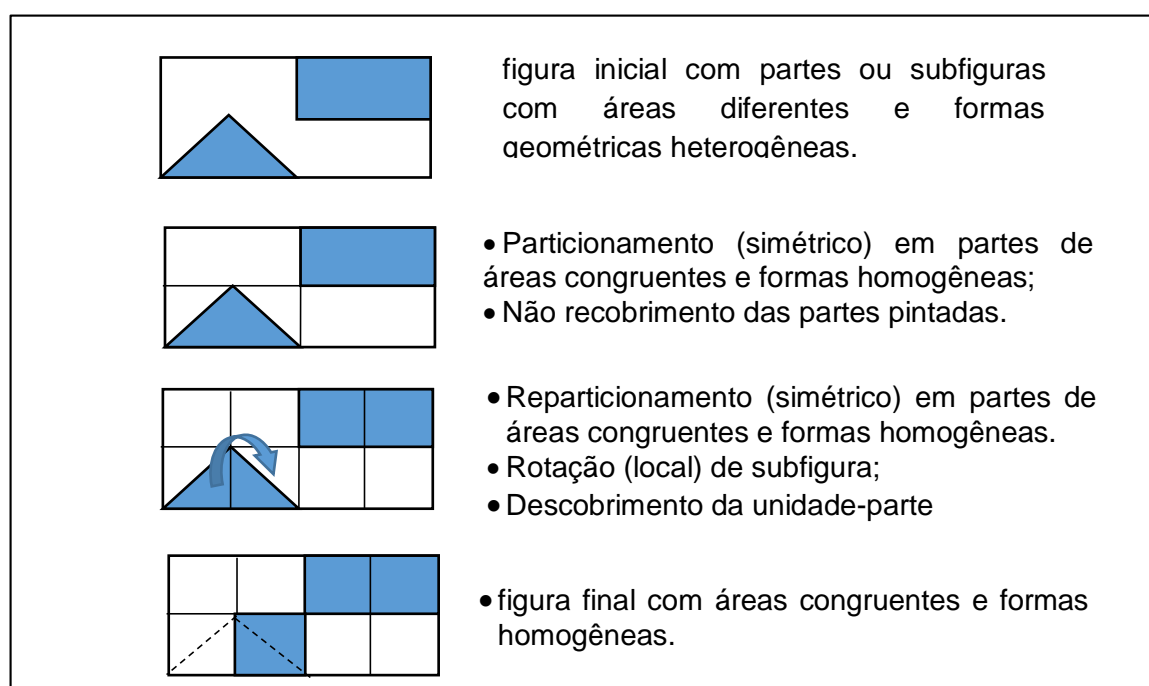 figura inicial com partes ou subfiguras
com áreas diferentes e formas
geométricas heterogêneas.
• Particionamento (simétrico) em partes de
áreas congruentes e formas homogêneas;
• Não recobrimento das partes pintadas.
• Reparticionamento (simétrico) em partes de
áreas congruentes e formas homogêneas.
• Rotação (local) de subfigura;
• Descobrimento da unidade-parte
• figura final com áreas congruentes e formas
homogêneas.